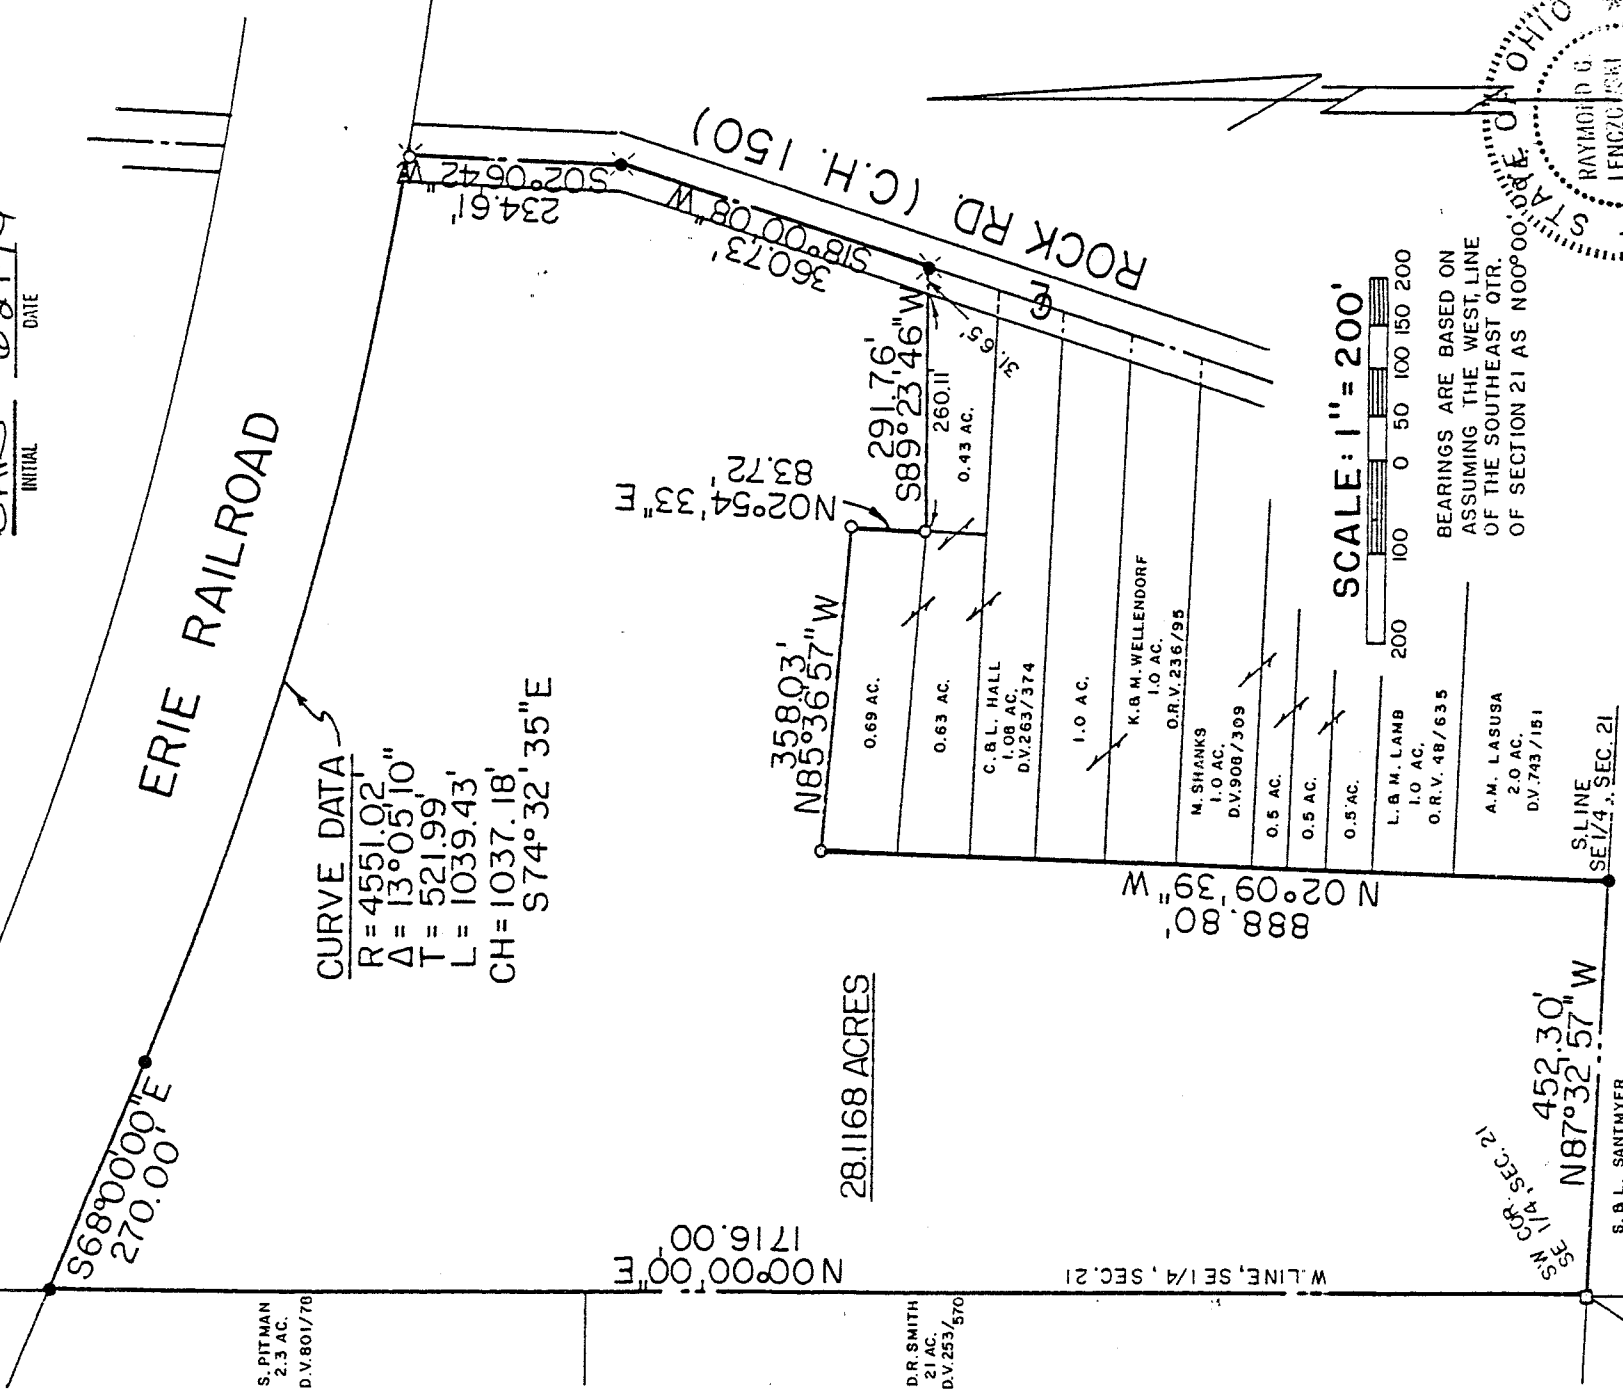 DATE
INITIAL
ERIE RAILROAD
S68°00'00"E
270.00'
CURVE DATA
R = 4551.02'
Δ = 13°05'10"
T = 521.99'
L = 1039.43'
CH = 1037.18'
S74°32'35"E
S02°06'42"W
234.61'
S18°00'08"W
360.73'
ROCK RD. (C.H. 150)
℄
291.76'
S89°23'46"W
260.11
31.65'
0.43 AC.
N02°54'33"E
83.72'
358.03'
N85°36'57"W
0.69 AC.
0.63 AC.
C. & L. HALL
1.08 AC.
D.V.263/374
1.0 AC.
K.& M. WELLENDORF
1.0 AC.
O.R.V.236/95
M. SHANKS
1.0 AC.
D.V.908/309
0.5 AC.
0.5 AC.
0.5 AC.
L. & M. LAMB
1.0 AC.
O.R.V. 48/635
A.M. LASUSA
2.0 AC.
D.V.743/151
S.LINE
SE 1/4, SEC. 21
N 02°09'39" W
888.80'
28.1168 ACRES
N00°00'00"E
1716.00'
W.LINE, SE 1/4, SEC. 21
452.30'
N87°32'57"W
SW COR.
SE 1/4, SEC. 21
S. & L. SANTMYER
S. PITMAN
2.3 AC.
D.V.801/78
D.R. SMITH
21 AC.
D.V.253/570
SCALE: 1" = 200'
200 100 0 50 100 150 200
BEARINGS ARE BASED ON
ASSUMING THE WEST LINE
OF THE SOUTHEAST QTR.
OF SECTION 21 AS N00°00'00"E.
STATE OF OHIO
RAYMOND G.